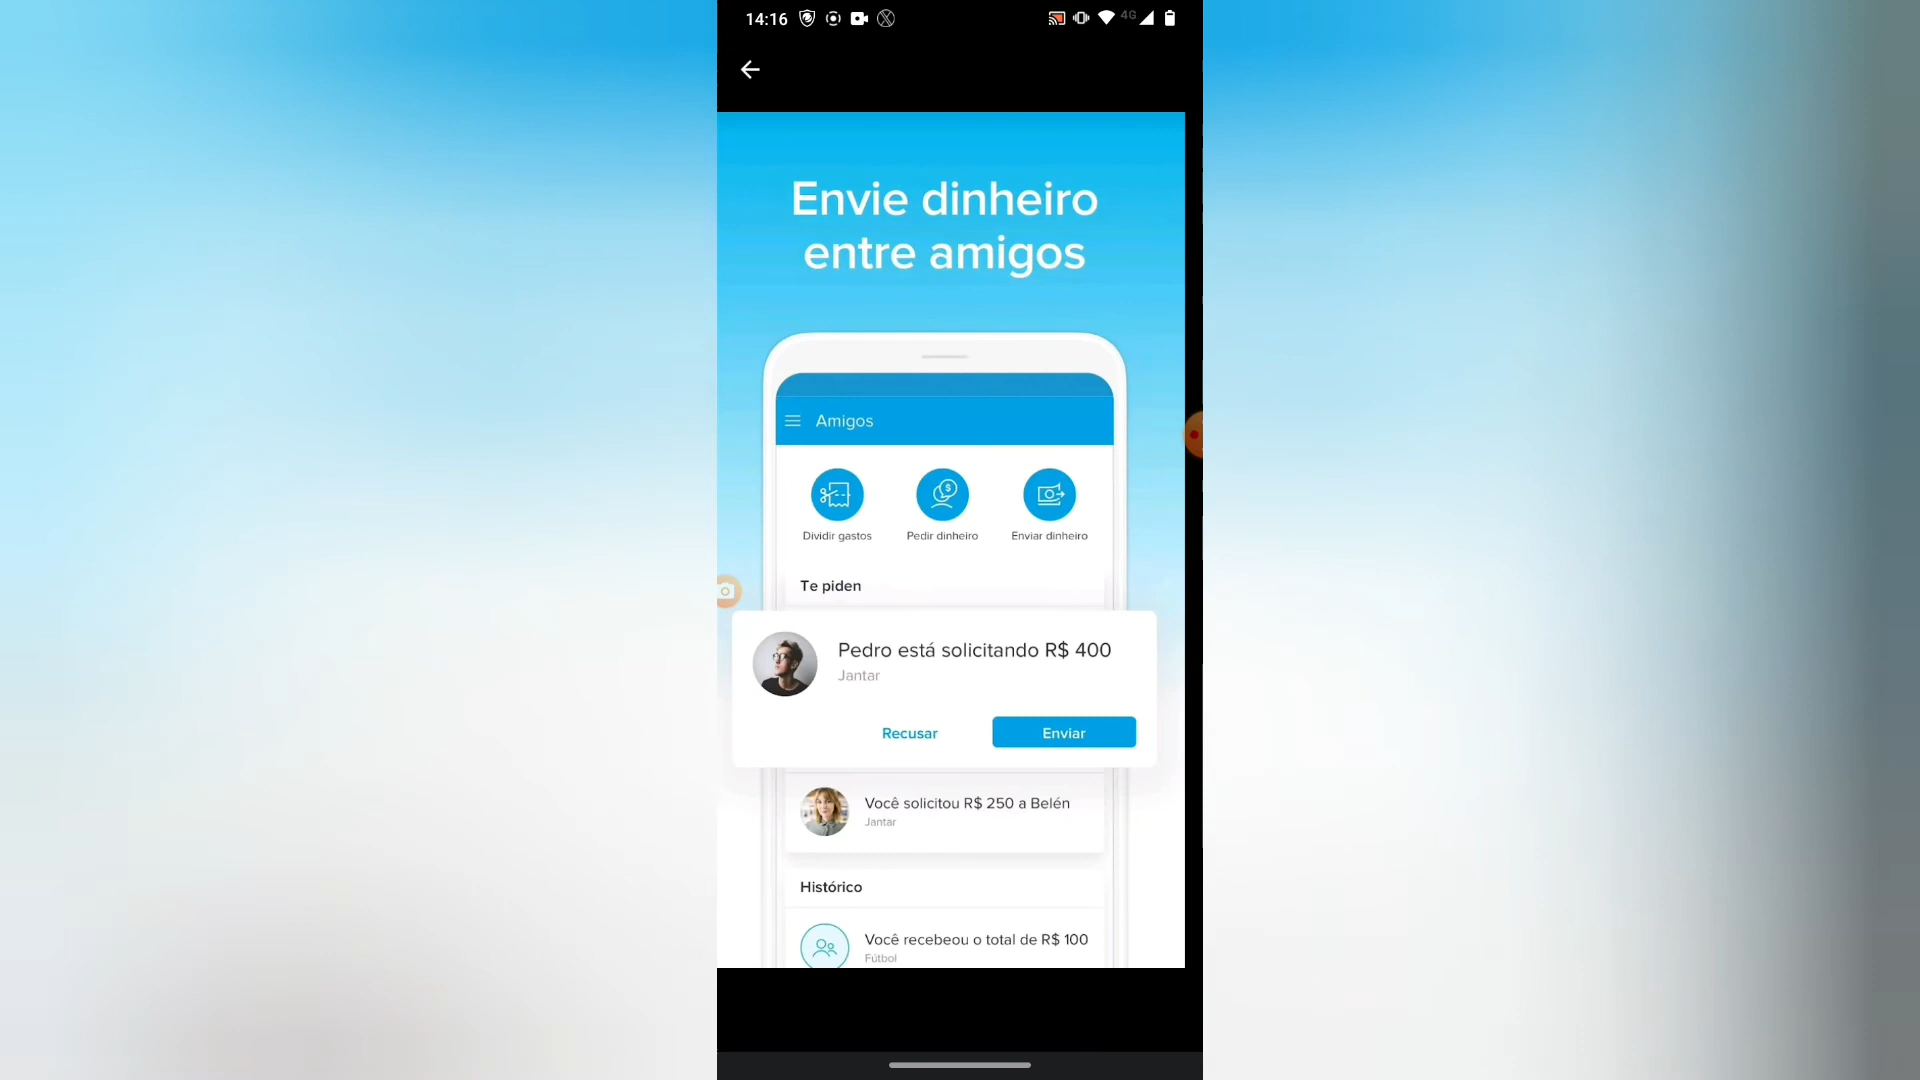 14:16
4G
Envie dinheiro
entre amigos
Amigos
Dividir gastos
Pedir dinheiro
Enviar dinheiro
Te piden
Pedro está solicitando R$ 400
Jantar
Recusar
Enviar
Você solicitou R$ 250 a Belén
Jantar
Histórico
Você recebeou o total de R$ 100
Fútbol